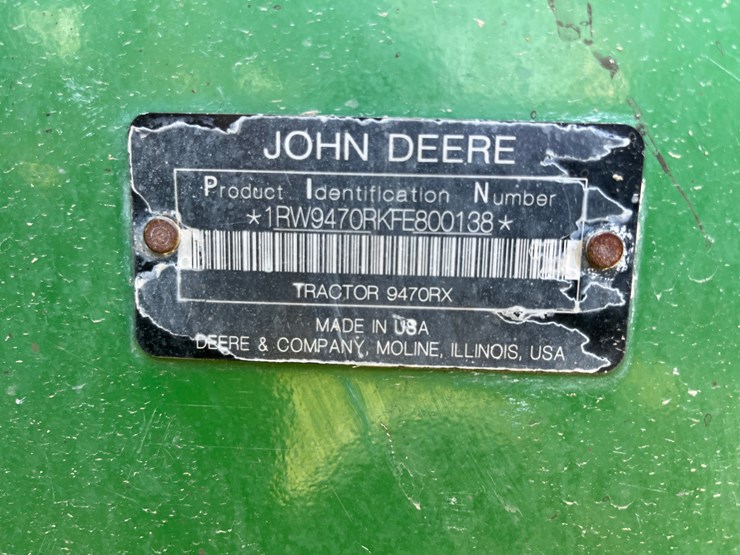 JOHN DEERE
Product Identification Number
*1RW9470RKFE800138*
TRACTOR 9470RX
MADE IN USA
DEERE & COMPANY, MOLINE, ILLINOIS, USA